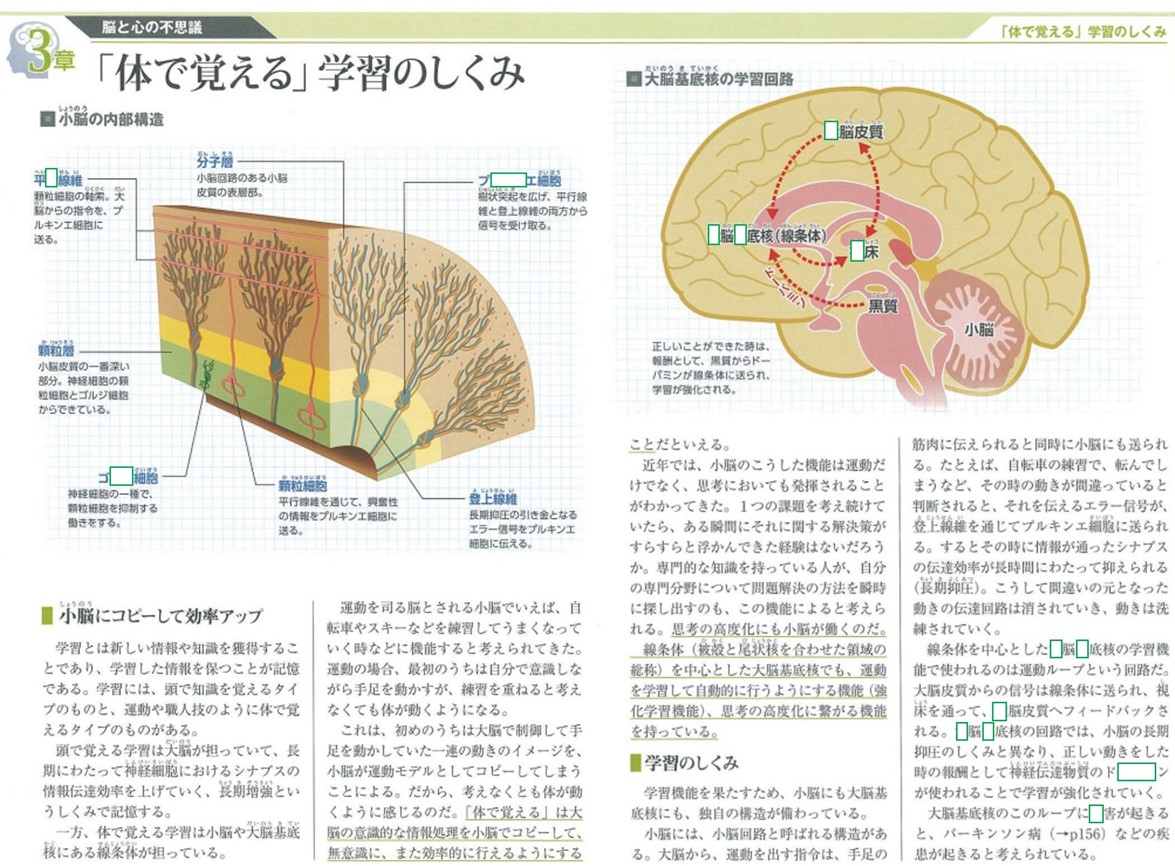 3章
脳と心の不思議
「体で覚える」学習のしくみ
「体で覚える」学習のしくみ
■小脳の内部構造
平□線維
顆粒細胞の軸索。大
脳からの指令を、プ
ルキンエ細胞に
送る。
分子層
小脳回路のある小脳
皮質の表層部。
プ□エ細胞
樹状突起を広げ、平行線
維と登上線維の両方から
信号を受け取る。
顆粒層
小脳皮質の一番深い
部分。神経細胞の顆
粒細胞とゴルジ細胞
からできている。
ゴ□細胞
神経細胞の一種で、
顆粒細胞を抑制する
働きをする。
顆粒細胞
平行線維を通じて、興奮性
の情報をプルキンエ細胞に
送る。
登上線維
長期抑圧の引き金となる
エラー信号をプルキンエ
細胞に伝える。
■大脳基底核の学習回路
□脳皮質
□脳□底核(線条体)
□床
ドーパミン
黒質
小脳
正しいことができた時は、
報酬として、黒質からドー
パミンが線条体に送られ、
学習が強化される。
小脳にコピーして効率アップ
学習とは新しい情報や知識を獲得するこ
とであり、学習した情報を保つことが記憶
である。学習には、頭で知識を覚えるタイ
プのものと、運動や職人技のように体で覚
えるタイプのものがある。
頭で覚える学習は大脳が担っていて、長
期にわたって神経細胞におけるシナプスの
情報伝達効率を上げていく、長期増強とい
うしくみで記憶する。
一方、体で覚える学習は小脳や大脳基底
核にある線条体が担っている。
運動を司る脳とされる小脳でいえば、自
転車やスキーなどを練習してうまくなって
いく時などに機能すると考えられてきた。
運動の場合、最初のうちは自分で意識しな
がら手足を動かすが、練習を重ねると考え
なくても体が動くようになる。
これは、初めのうちは大脳で制御して手
足を動かしていた一連の動きのイメージを、
小脳が運動モデルとしてコピーしてしまう
ことによる。だから、考えなくとも体が動
くように感じるのだ。「体で覚える」は大
脳の意識的な情報処理を小脳でコピーして、
無意識に、また効率的に行えるようにする
ことだといえる。
近年では、小脳のこうした機能は運動だ
けでなく、思考においても発揮されること
がわかってきた。1つの課題を考え続けて
いたら、ある瞬間にそれに関する解決策が
すらすらと浮かんできた経験はないだろう
か。専門的な知識を持っている人が、自分
の専門分野について問題解決の方法を瞬時
に探し出すのも、この機能によると考えら
れる。思考の高度化にも小脳が働くのだ。
線条体(被殻と尾状核を合わせた領域の
総称)を中心とした大脳基底核でも、運動
を学習して自動的に行うようにする機能(強
化学習機能)、思考の高度化に繋がる機能
を持っている。
学習のしくみ
学習機能を果たすため、小脳にも大脳基
底核にも、独自の構造が備わっている。
小脳には、小脳回路と呼ばれる構造があ
る。大脳から、運動を出す指令は、手足の
筋肉に伝えられると同時に小脳にも送られ
る。たとえば、自転車の練習で、転んでし
まうなど、その時の動きが間違っていると
判断されると、それを伝えるエラー信号が、
登上線維を通じてプルキンエ細胞に送られ
る。するとその時に情報が通ったシナプス
の伝達効率が長時間にわたって抑えられる
(長期抑圧)。こうして間違いの元となった
動きの伝達回路は消されていき、動きは洗
練されていく。
線条体を中心とした□脳□底核の学習機
能で使われるのは運動ループという回路だ。
大脳皮質からの信号は線条体に送られ、視
床を通って、□脳皮質へフィードバックさ
れる。□脳□底核の回路では、小脳の長期
抑圧のしくみと異なり、正しい動きをした
時の報酬として神経伝達物質のド□ン
が使われることで学習が強化されていく。
大脳基底核のこのループに□害が起きる
と、パーキンソン病(→p156)などの疾
患が起きると考えられている。